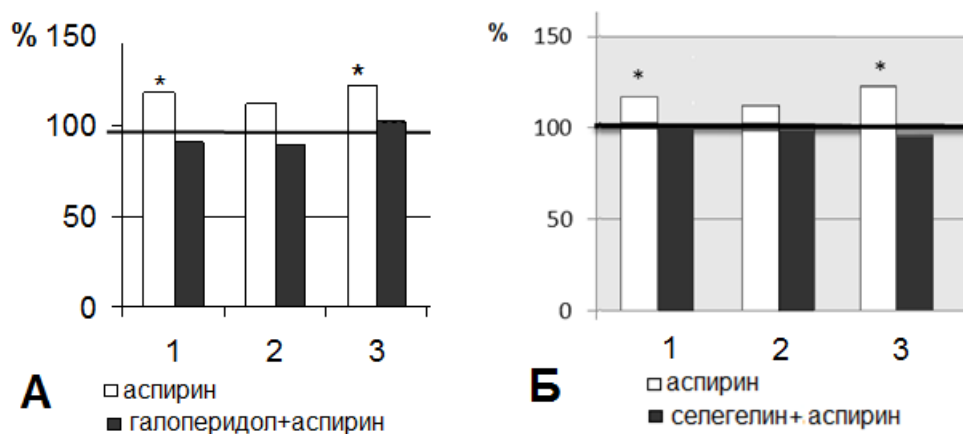 % 150
100
50
0
* *
1 2 3
А
аспирин
галоперидол+аспирин
% 150
100
50
0
* *
1 2 3
Б
аспирин
селегелин+аспирин